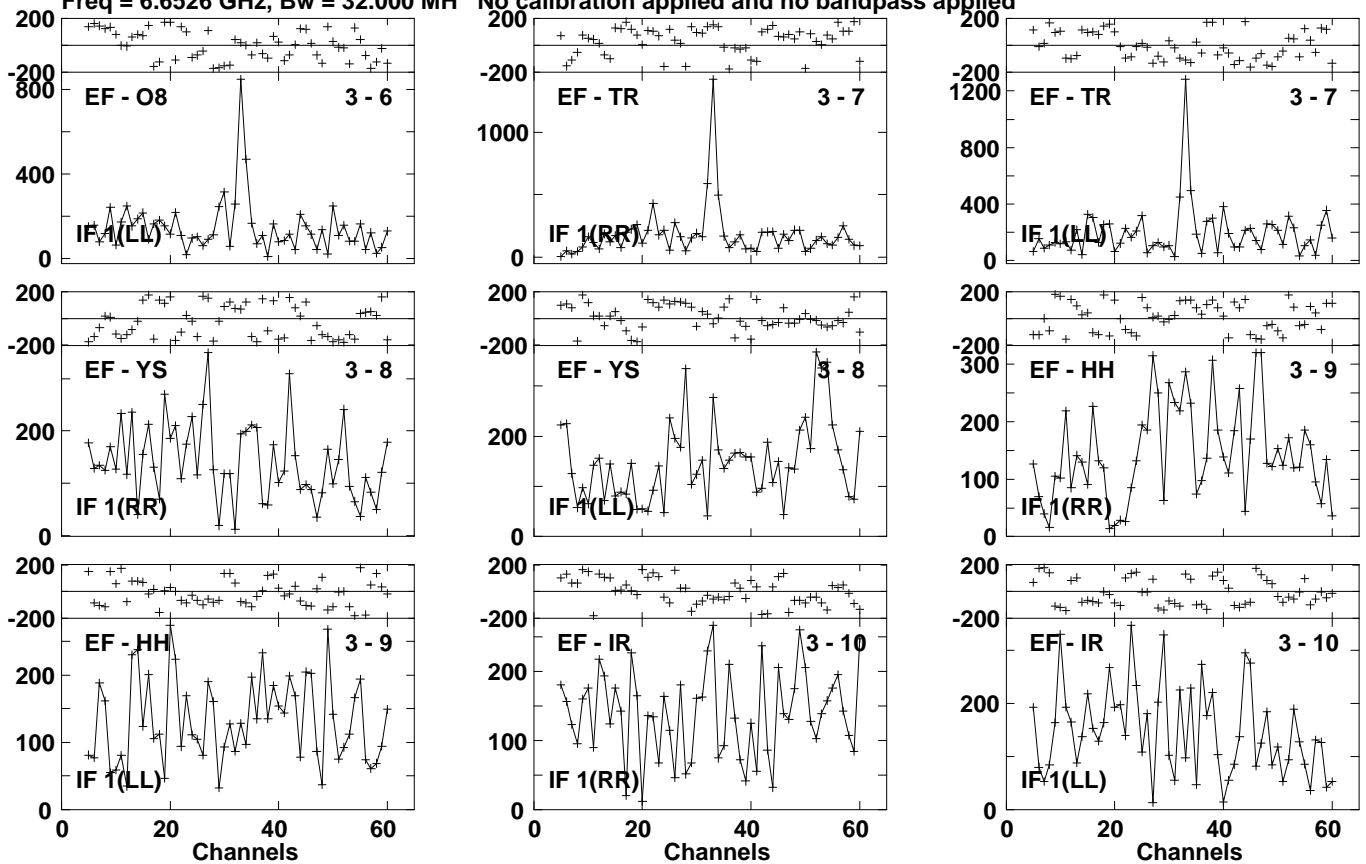 Freq = 6.6526 GHz, Bw = 32.000 MH No calibration applied and no bandpass applied
200 200 200
-200 -200 -200
800 1000 1200
EF - O8 3 - 6 EF - TR 3 - 7 EF - TR 3 - 7
800
400 400
IF 1(LL) IF 1(RR) IF 1(LL)
0 0 0
200 200 200
-200 -200 -200
300
EF - YS 3 - 8 EF - YS 3 - 8 EF - HH 3 - 9
200 200 200
100
IF 1(RR) IF 1(LL) IF 1(RR)
0 0 0
200 200 200
-200 -200 -200
EF - HH 3 - 9 EF - IR 3 - 10 EF - IR 3 - 10
200 200 200
100 100
IF 1(LL) IF 1(RR) IF 1(LL)
0 0 0
0 20 40 60 0 20 40 60 0 20 40 60
Channels Channels Channels